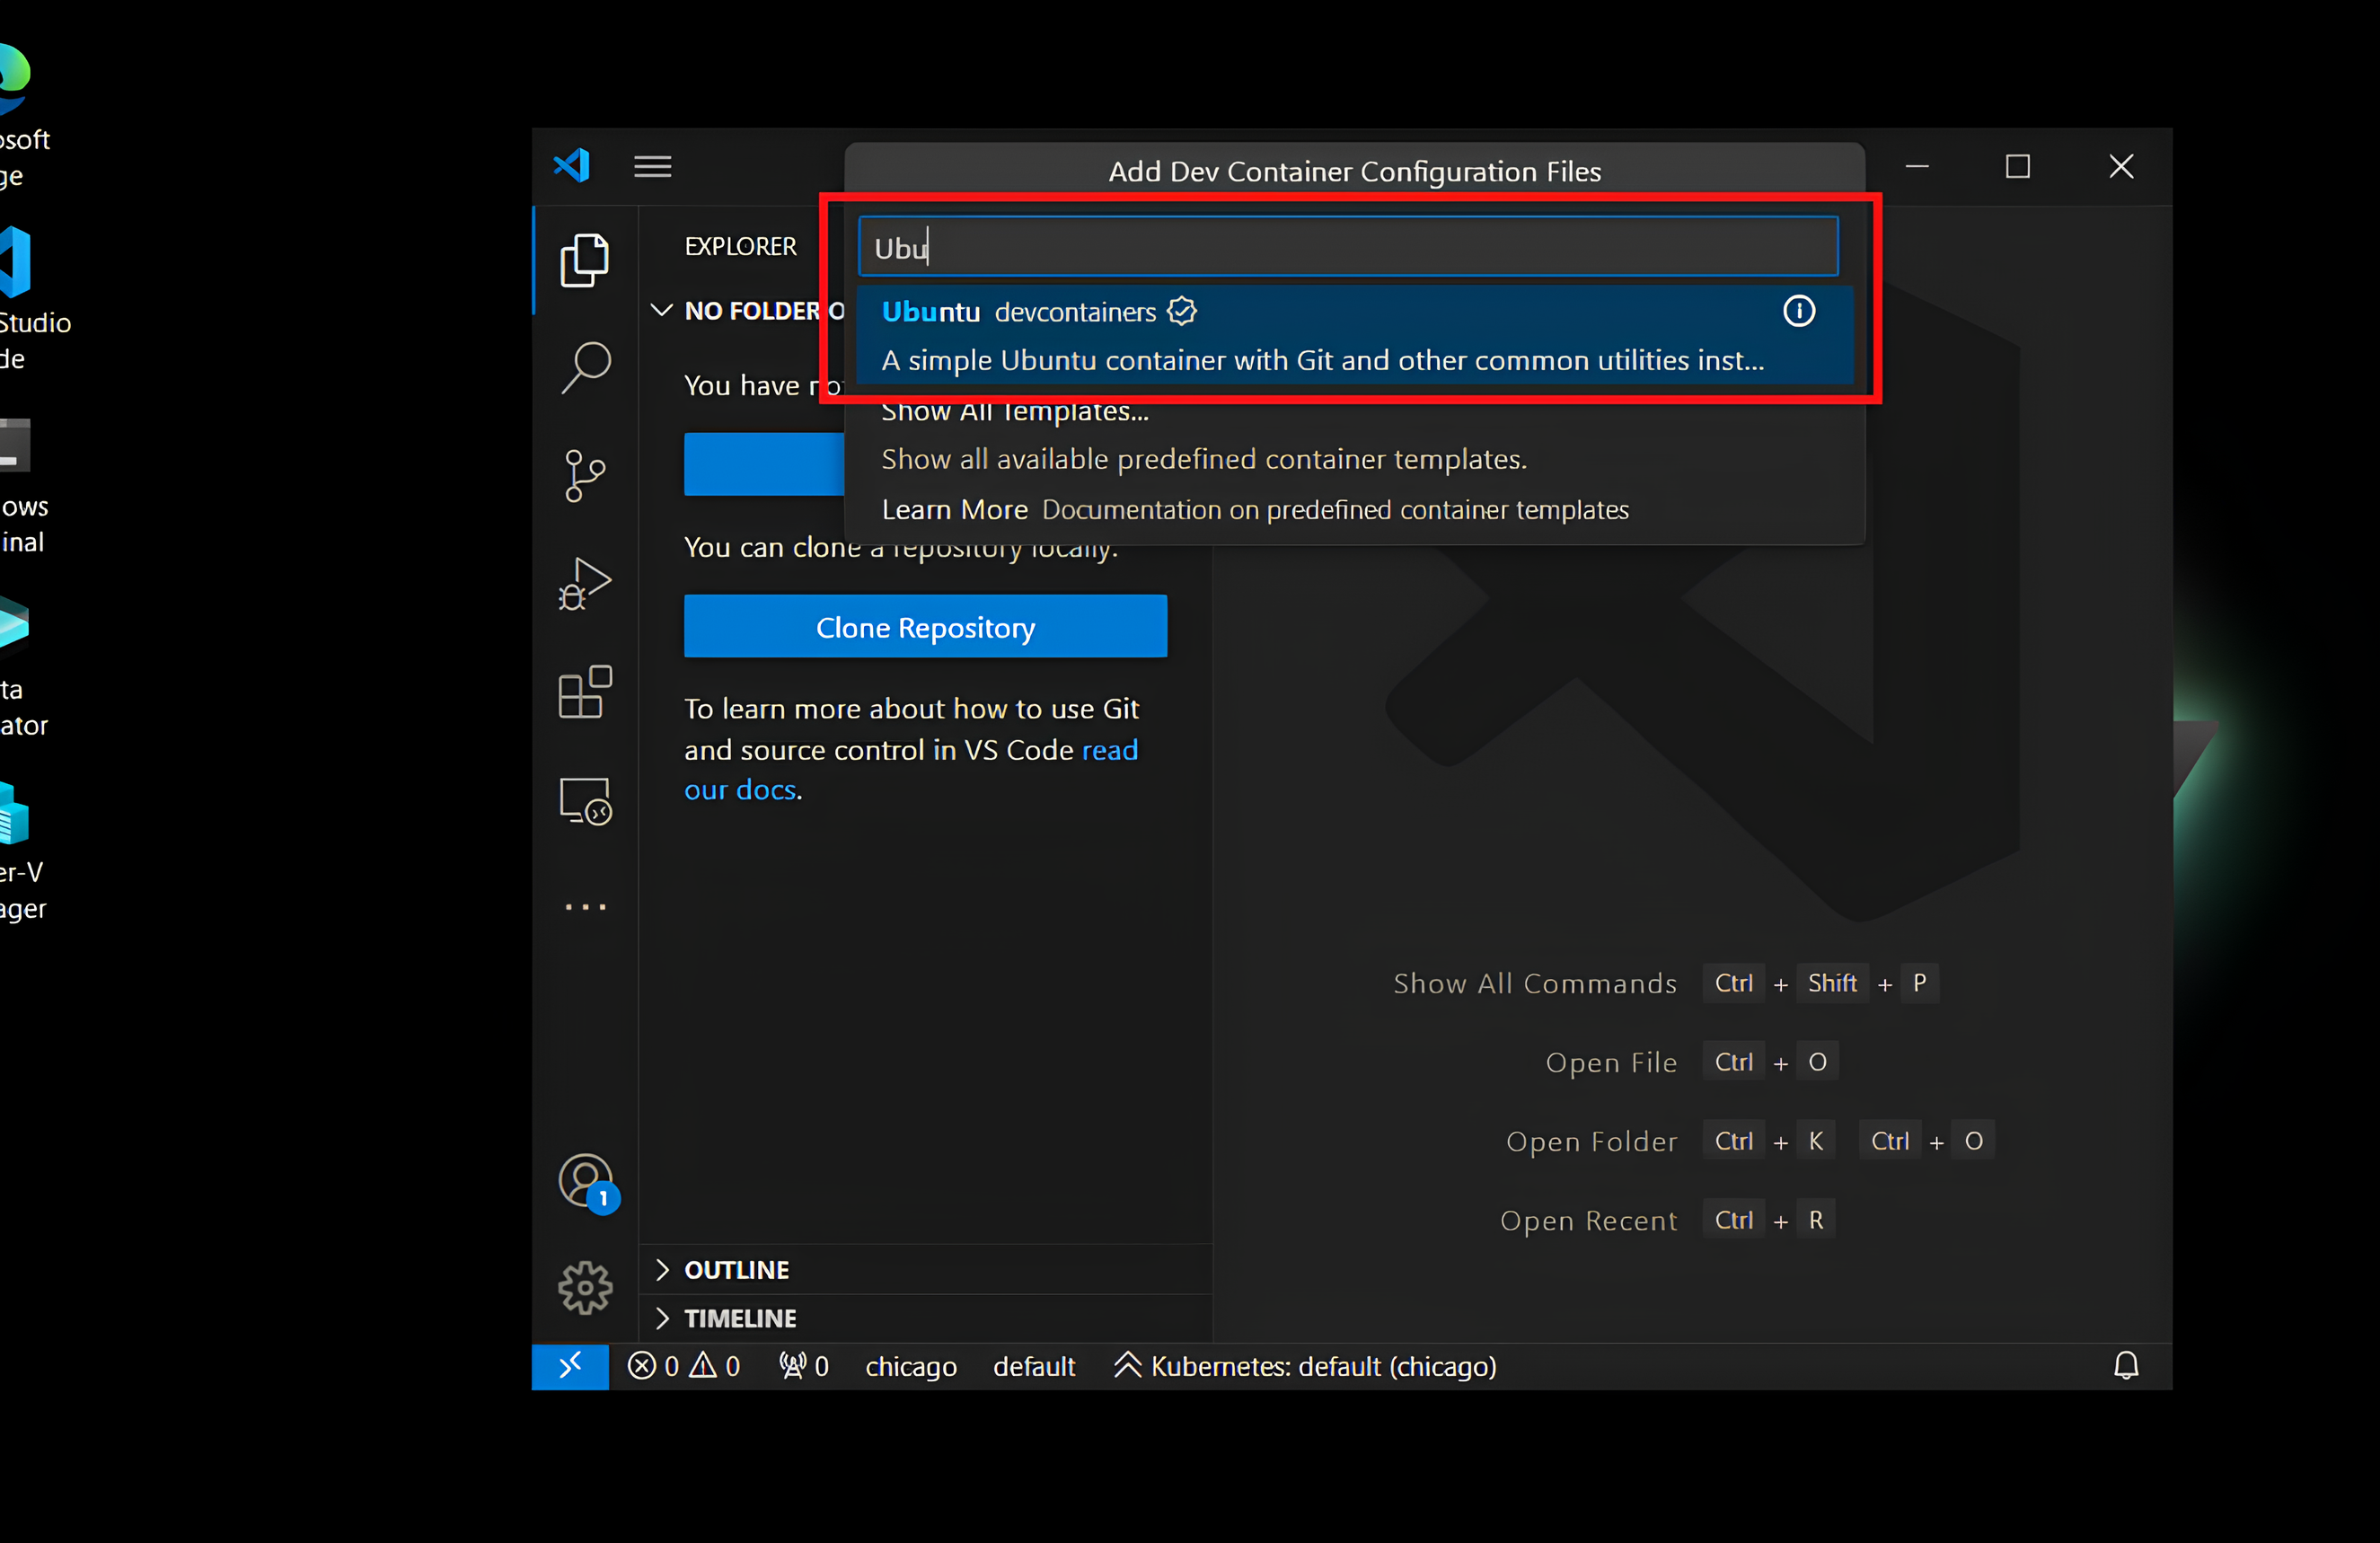 osoft
ge
Studio
de
ows
inal
ta
ator
er-V
ager
Add Dev Container Configuration Files
Ubu
Ubuntu devcontainers
A simple Ubuntu container with Git and other common utilities inst...
Show All Templates...
Show all available predefined container templates.
Learn More Documentation on predefined container templates
EXPLORER
NO FOLDER O
You have not
You can clone a repository locally.
Clone Repository
To learn more about how to use Git
and source control in VS Code read
our docs.
Show All Commands Ctrl + Shift + P
Open File Ctrl + O
Open Folder Ctrl + K Ctrl + O
Open Recent Ctrl + R
1
OUTLINE
TIMELINE
0 0 0 chicago default Kubernetes: default (chicago)